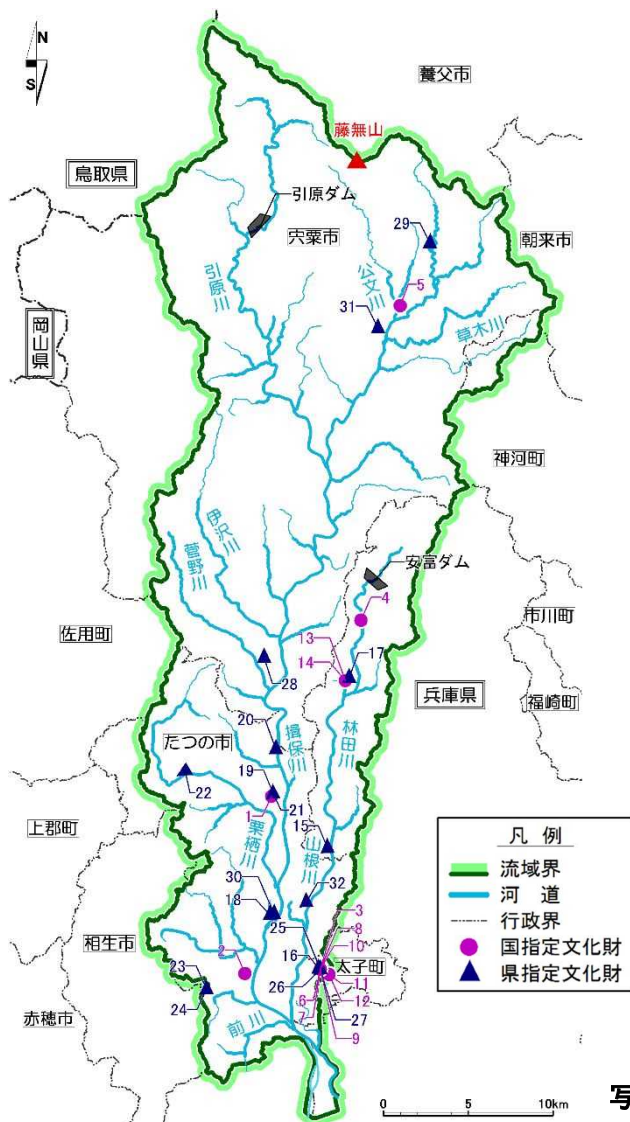 N
S
養父市
藤無山
鳥取県
引原ダム
宍粟市
29
朝来市
引原川
公文川
5
31
草木川
岡山県
神河町
伊沢川
菅野川
安富ダム
4
市川町
佐用町
13
14
17
兵庫県
28
福崎町
20
揖保川
林田川
たつの市
19
22
21
1
15
上郡町
栗栖川
山根川
凡 例
流域界
河 道
行政界
国指定文化財
県指定文化財
30
32
3
18
8
25
10
相生市
2
16
太子町
23
26
11
6
12
24
7
27
赤穂市
前川
9
写
0 5 10km